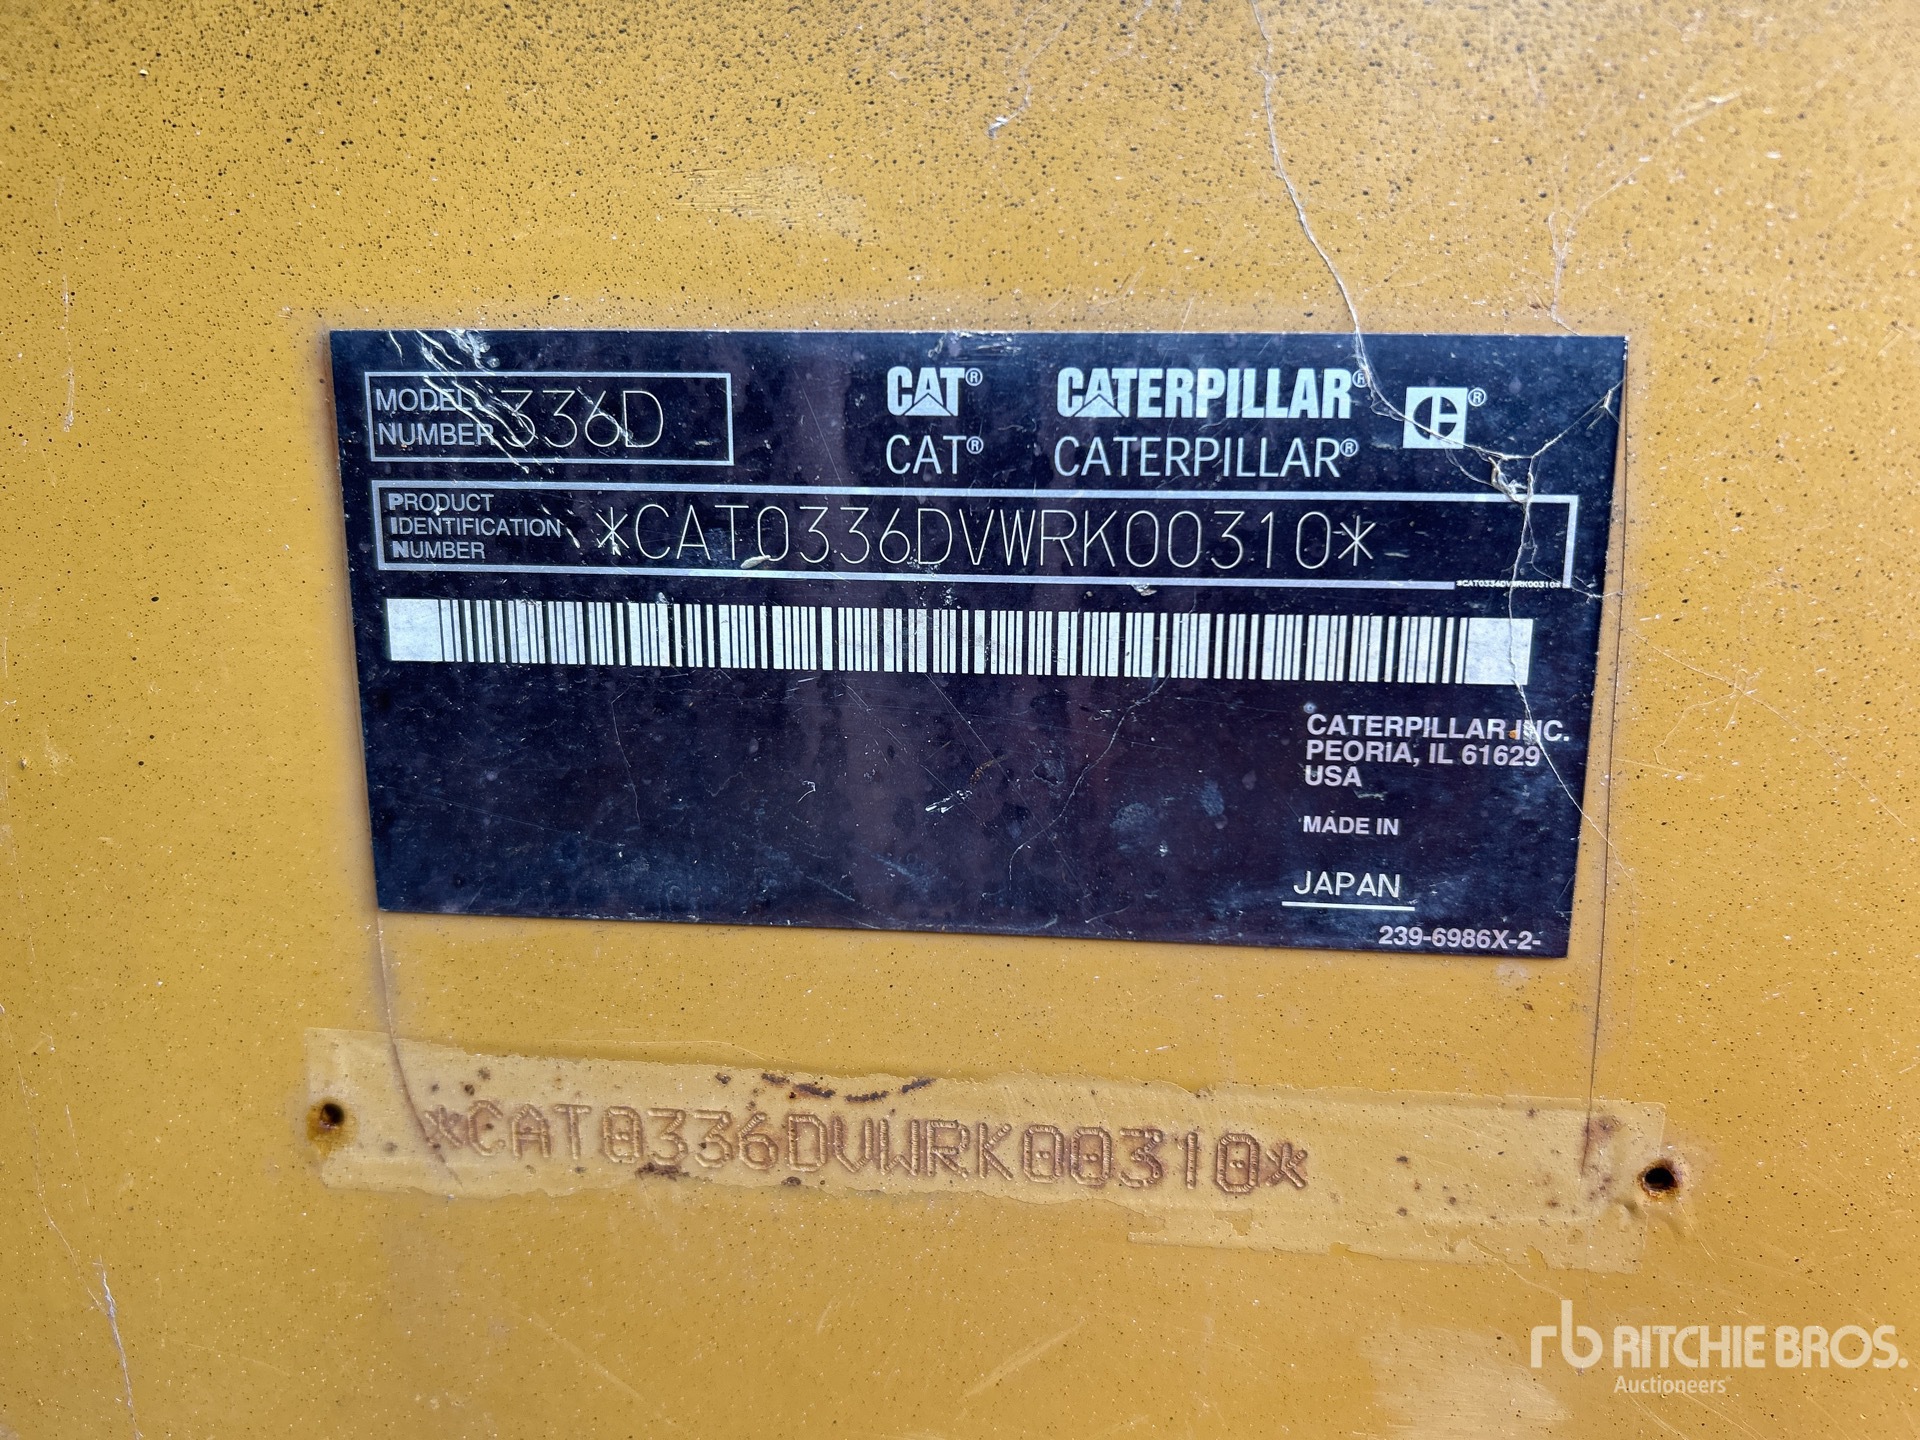 MODEL NUMBER 336D
CAT® CATERPILLAR® ®
CAT® CATERPILLAR®
PRODUCT IDENTIFICATION NUMBER *CAT0336DVWRK00310*
*CAT0336DVWRK00310*
CATERPILLAR INC.
PEORIA, IL 61629
USA
MADE IN
JAPAN
239-6986X-2-
*CAT0336DVWRK00310*
rb RITCHIE BROS.
Auctioneers